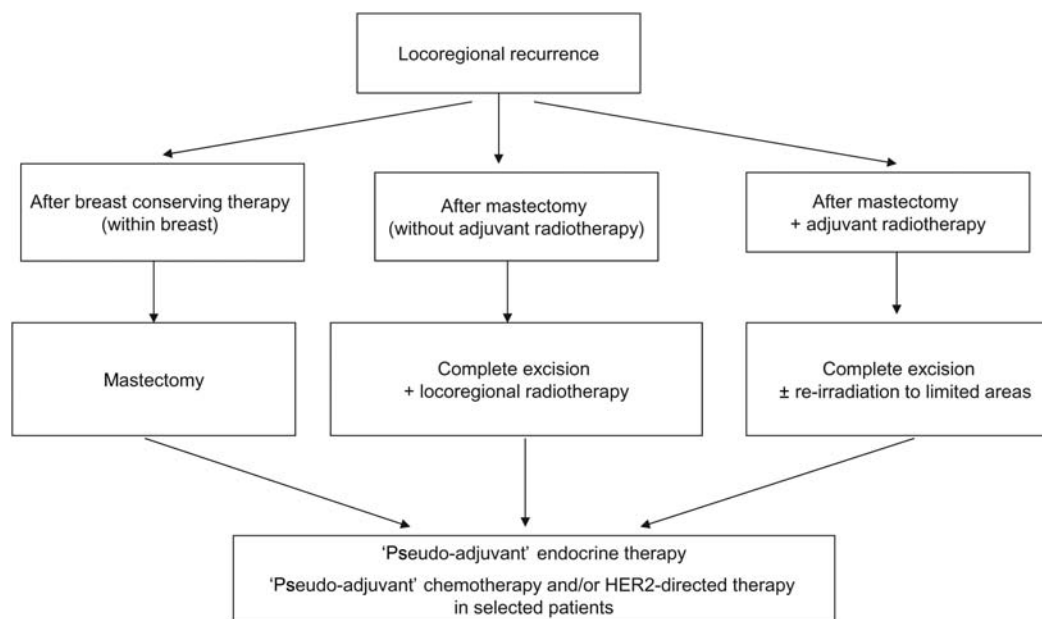 Locoregional recurrence
After breast conserving therapy
(within breast)
After mastectomy
(without adjuvant radiotherapy)
After mastectomy
+ adjuvant radiotherapy
Mastectomy
Complete excision
+ locoregional radiotherapy
Complete excision
± re-irradiation to limited areas
‘Pseudo-adjuvant’ endocrine therapy
‘Pseudo-adjuvant’ chemotherapy and/or HER2-directed therapy
in selected patients